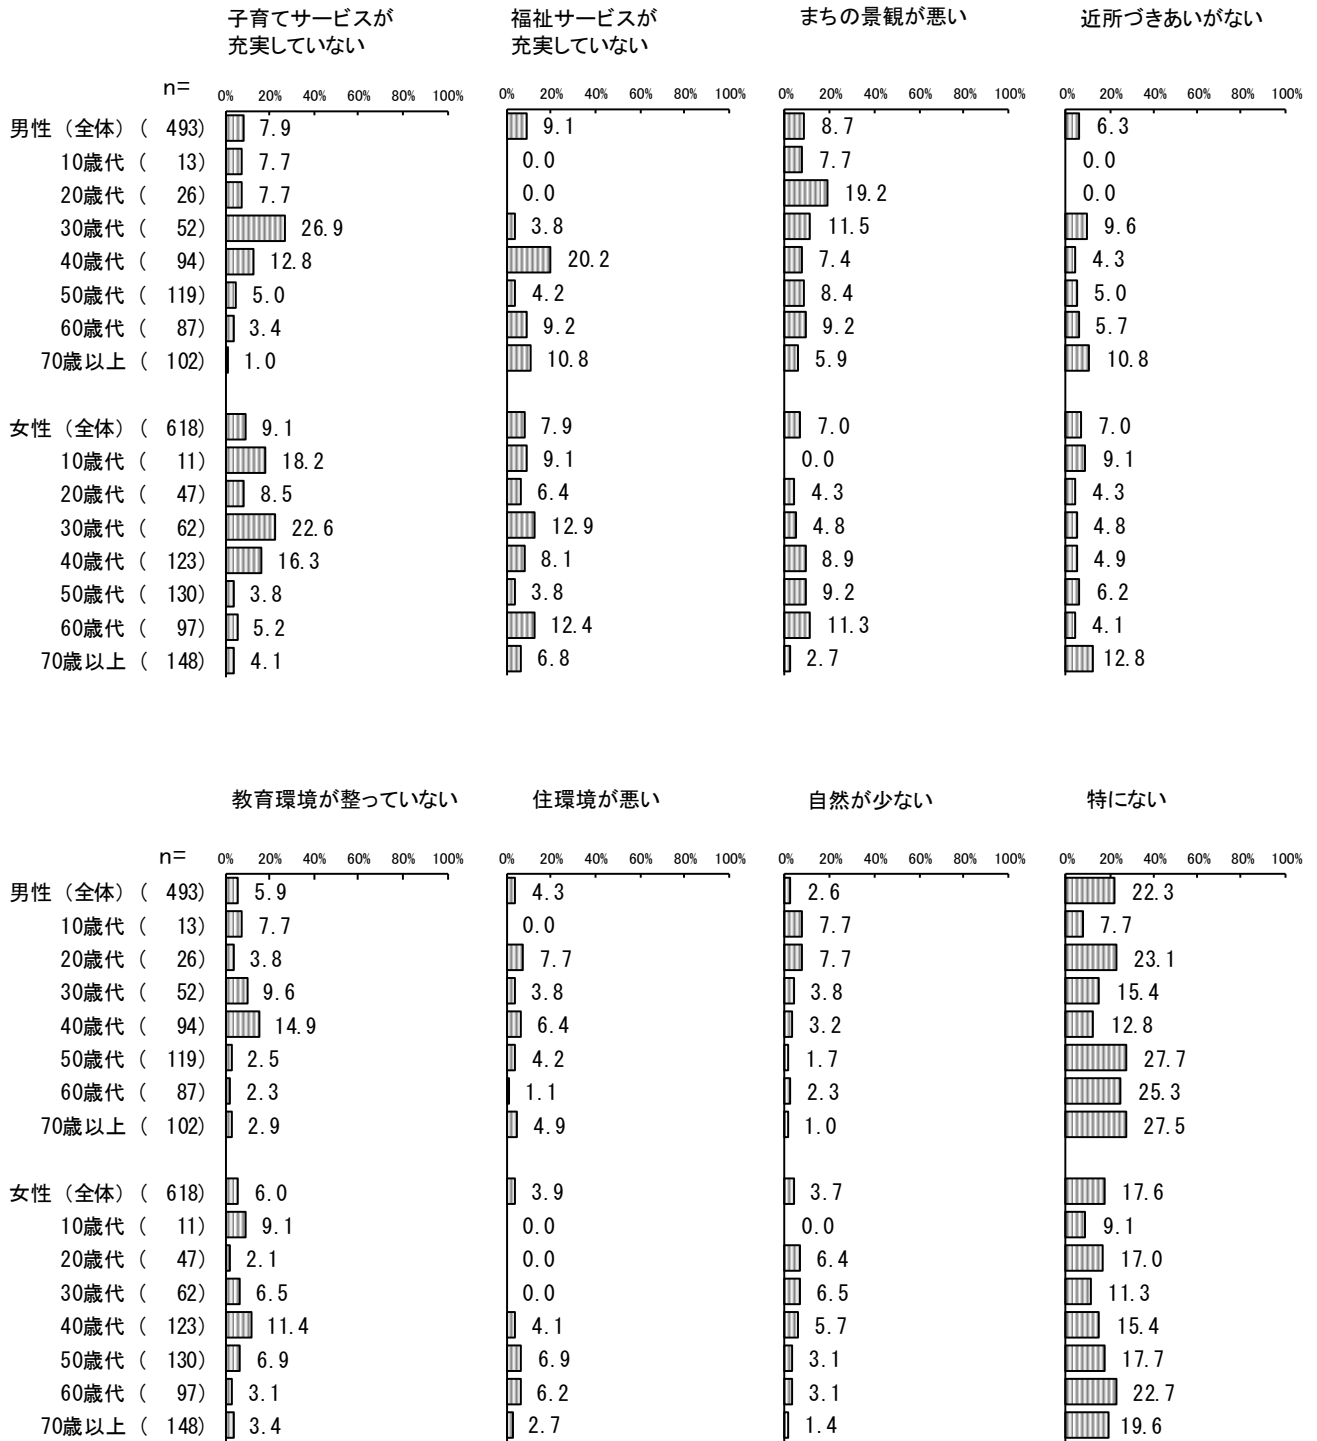 子育てサービスが 福祉サービスが まちの景観が悪い 近所づきあいがない
充実していない 充実していない
n= 0% 20% 40% 60% 80% 100% 0% 20% 40% 60% 80% 100% 0% 20% 40% 60% 80% 100% 0% 20% 40% 60% 80% 100%
男性（全体）（ 493） 7.9 9.1 8.7 6.3
10歳代（ 13） 7.7 0.0 7.7 0.0
20歳代（ 26） 7.7 0.0 19.2 0.0
30歳代（ 52） 26.9 3.8 11.5 9.6
40歳代（ 94） 12.8 20.2 7.4 4.3
50歳代（ 119） 5.0 4.2 8.4 5.0
60歳代（ 87） 3.4 9.2 9.2 5.7
70歳以上（ 102） 1.0 10.8 5.9 10.8
女性（全体）（ 618） 9.1 7.9 7.0 7.0
10歳代（ 11） 18.2 9.1 0.0 9.1
20歳代（ 47） 8.5 6.4 4.3 4.3
30歳代（ 62） 22.6 12.9 4.8 4.8
40歳代（ 123） 16.3 8.1 8.9 4.9
50歳代（ 130） 3.8 3.8 9.2 6.2
60歳代（ 97） 5.2 12.4 11.3 4.1
70歳以上（ 148） 4.1 6.8 2.7 12.8
教育環境が整っていない 住環境が悪い 自然が少ない 特にない
n= 0% 20% 40% 60% 80% 100% 0% 20% 40% 60% 80% 100% 0% 20% 40% 60% 80% 100% 0% 20% 40% 60% 80% 100%
男性（全体）（ 493） 5.9 4.3 2.6 22.3
10歳代（ 13） 7.7 0.0 7.7 7.7
20歳代（ 26） 3.8 7.7 7.7 23.1
30歳代（ 52） 9.6 3.8 3.8 15.4
40歳代（ 94） 14.9 6.4 3.2 12.8
50歳代（ 119） 2.5 4.2 1.7 27.7
60歳代（ 87） 2.3 1.1 2.3 25.3
70歳以上（ 102） 2.9 4.9 1.0 27.5
女性（全体）（ 618） 6.0 3.9 3.7 17.6
10歳代（ 11） 9.1 0.0 0.0 9.1
20歳代（ 47） 2.1 0.0 6.4 17.0
30歳代（ 62） 6.5 0.0 6.5 11.3
40歳代（ 123） 11.4 4.1 5.7 15.4
50歳代（ 130） 6.9 6.9 3.1 17.7
60歳代（ 97） 3.1 6.2 3.1 22.7
70歳以上（ 148） 3.4 2.7 1.4 19.6